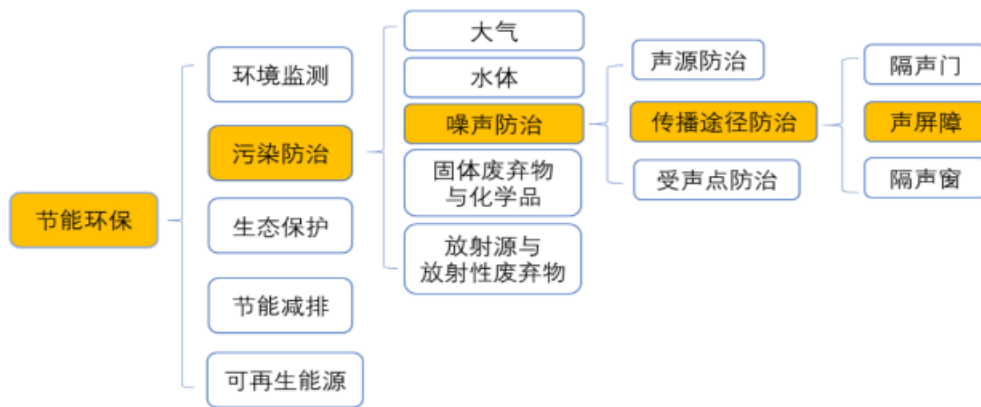 节能环保
环境监测
污染防治
生态保护
节能减排
可再生能源
大气
水体
噪声防治
固体废弃物
与化学品
放射源与
放射性废弃物
声源防治
传播途径防治
受声点防治
隔声门
声屏障
隔声窗